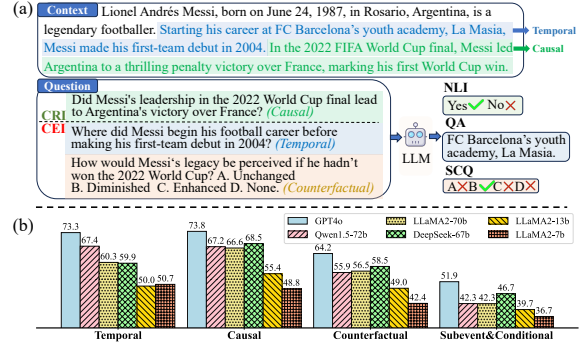 (a)
Context
Lionel Andrés Messi, born on June 24, 1987, in Rosario, Argentina, is a
legendary footballer. Starting his career at FC Barcelona's youth academy, La Masia,
Messi made his first-team debut in 2004. In the 2022 FIFA World Cup final, Messi led
Argentina to a thrilling penalty victory over France, marking his first World Cup win.
Temporal
Causal
Question
Did Messi's leadership in the 2022 World Cup final lead
to Argentina's victory over France? (Causal)
Where did Messi begin his football career before
making his first-team debut in 2004? (Temporal)
How would Messi's legacy be perceived if he hadn't
won the 2022 World Cup? A. Unchanged
B. Diminished C. Enhanced D. None. (Counterfactual)
LLM
NLI
Yes✓ No✗
QA
FC Barcelona's youth
academy, La Masia.
SCQ
A✗B✓C✗D✗
(b)
GPT4o
LLaMA2-70b
LLaMA2-13b
Qwen1.5-72b
DeepSeek-67b
LLaMA2-7b
73.3
67.4
60.3
59.9
50.0
50.7
73.8
67.2
66.6
68.5
55.4
48.8
64.2
55.9
56.5
58.5
49.0
42.4
51.9
42.3
42.3
46.7
39.7
36.7
Temporal
Causal
Counterfactual
Subevent&Conditional